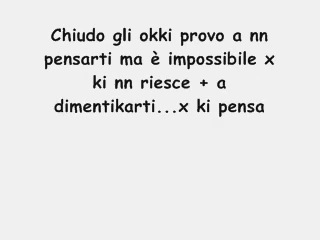 Chiudo gli okki provo a nn
pensarti ma è impossibile x
ki nn riesce + a
dimentikarti...x ki pensa